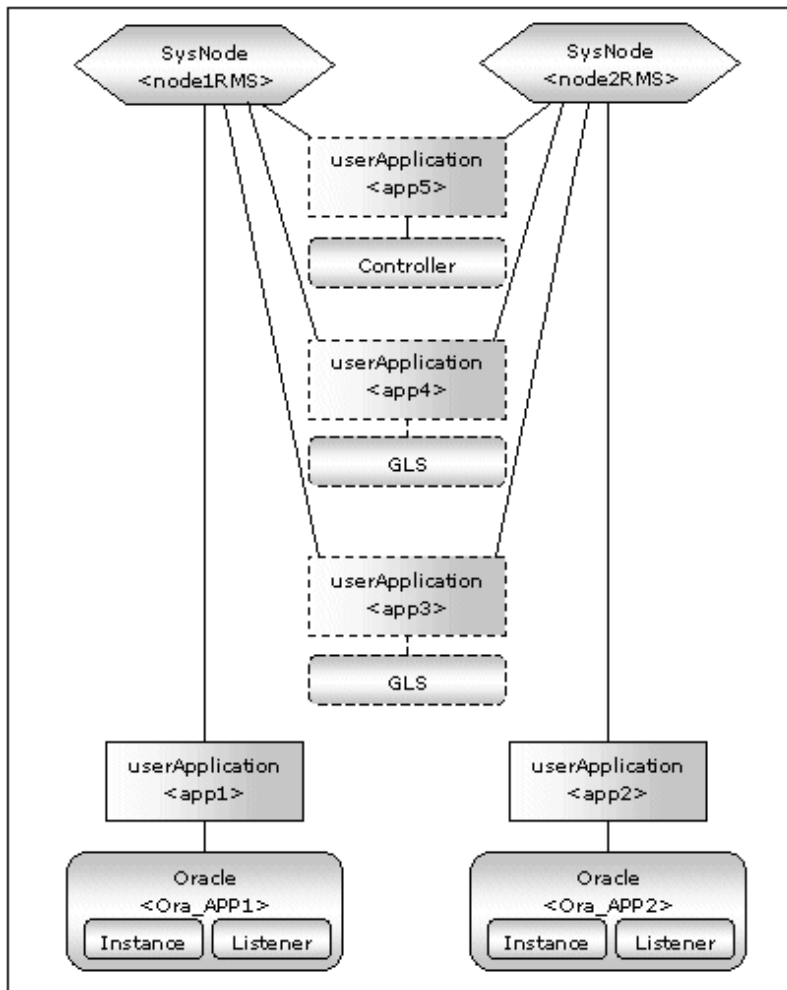 SysNode
<node1RMS>
SysNode
<node2RMS>
userApplication
<app5>
Controller
userApplication
<app4>
GLS
userApplication
<app3>
GLS
userApplication
<app1>
userApplication
<app2>
Oracle
<Ora_APP1>
Instance
Listener
Oracle
<Ora_APP2>
Instance
Listener